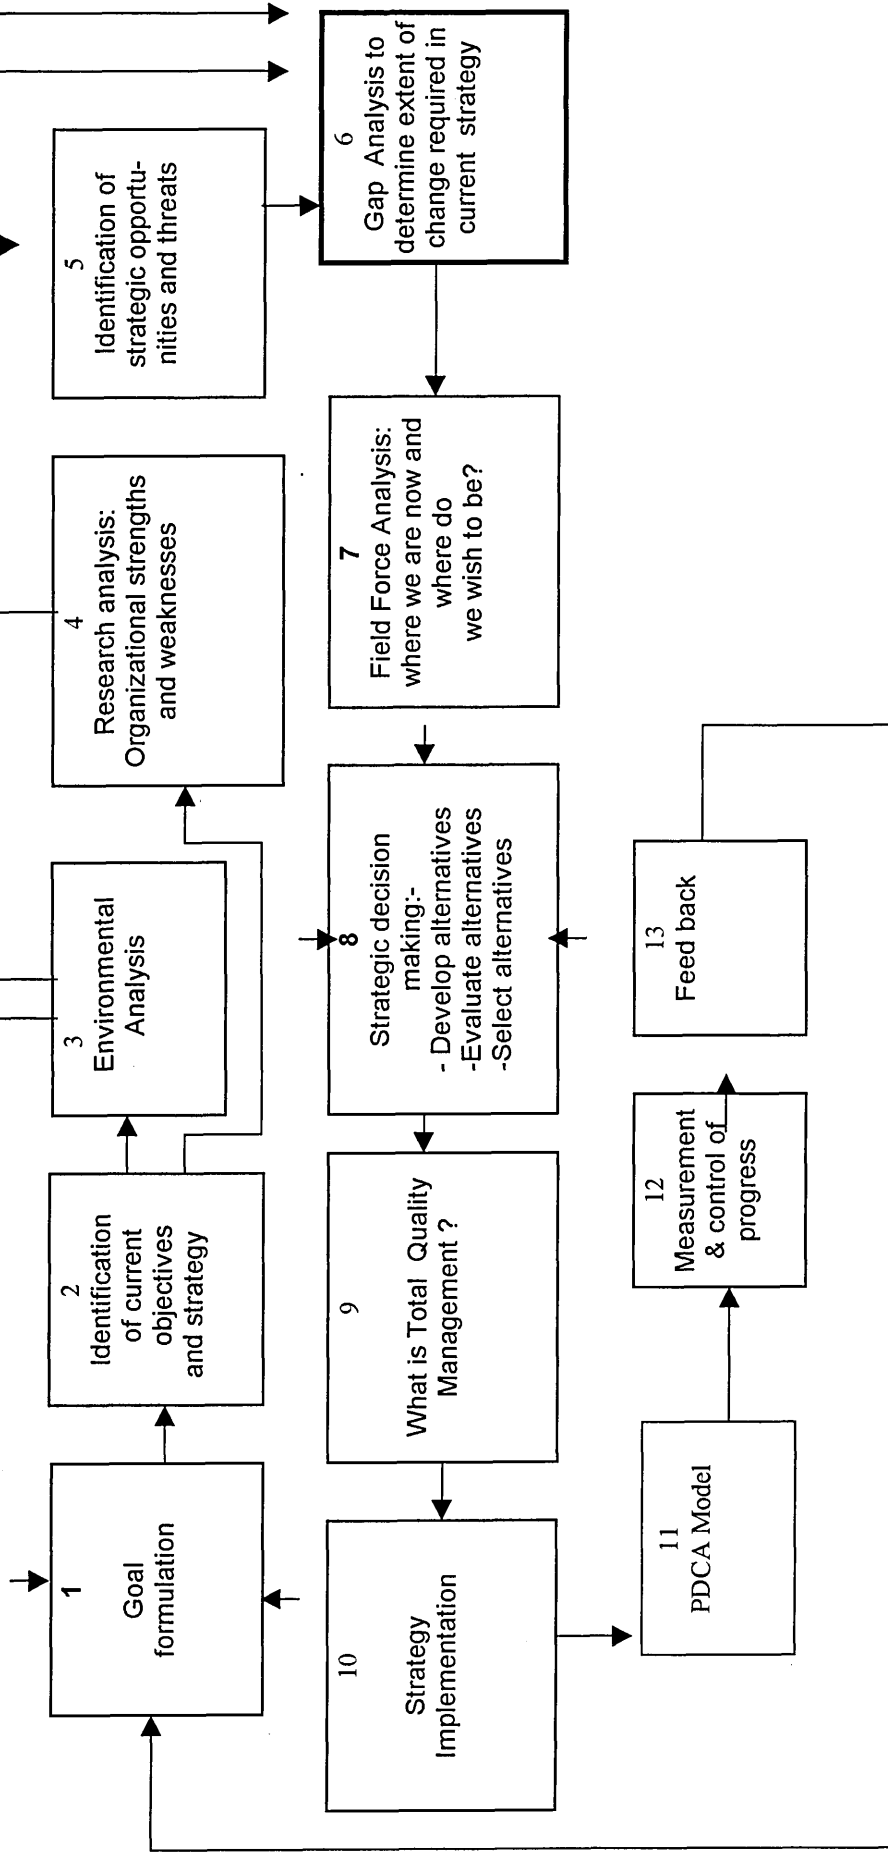 1
Goal
formulation
2
Identification
of current
objectives
and strategy
3
Environmental
Analysis
4
Research analysis:
Organizational strengths
and weaknesses
5
Identification of
strategic opportu-
nities and threats
6
Gap Analysis to
determine extent of
change required in
current strategy
7
Field Force Analysis:
where we are now and
where do
we wish to be?
8
Strategic decision
making:-
- Develop alternatives
-Evaluate alternatives
-Select alternatives
9
What is Total Quality
Management ?
10
Strategy
Implementation
11
PDCA Model
12
Measurement
& control of
progress
13
Feed back